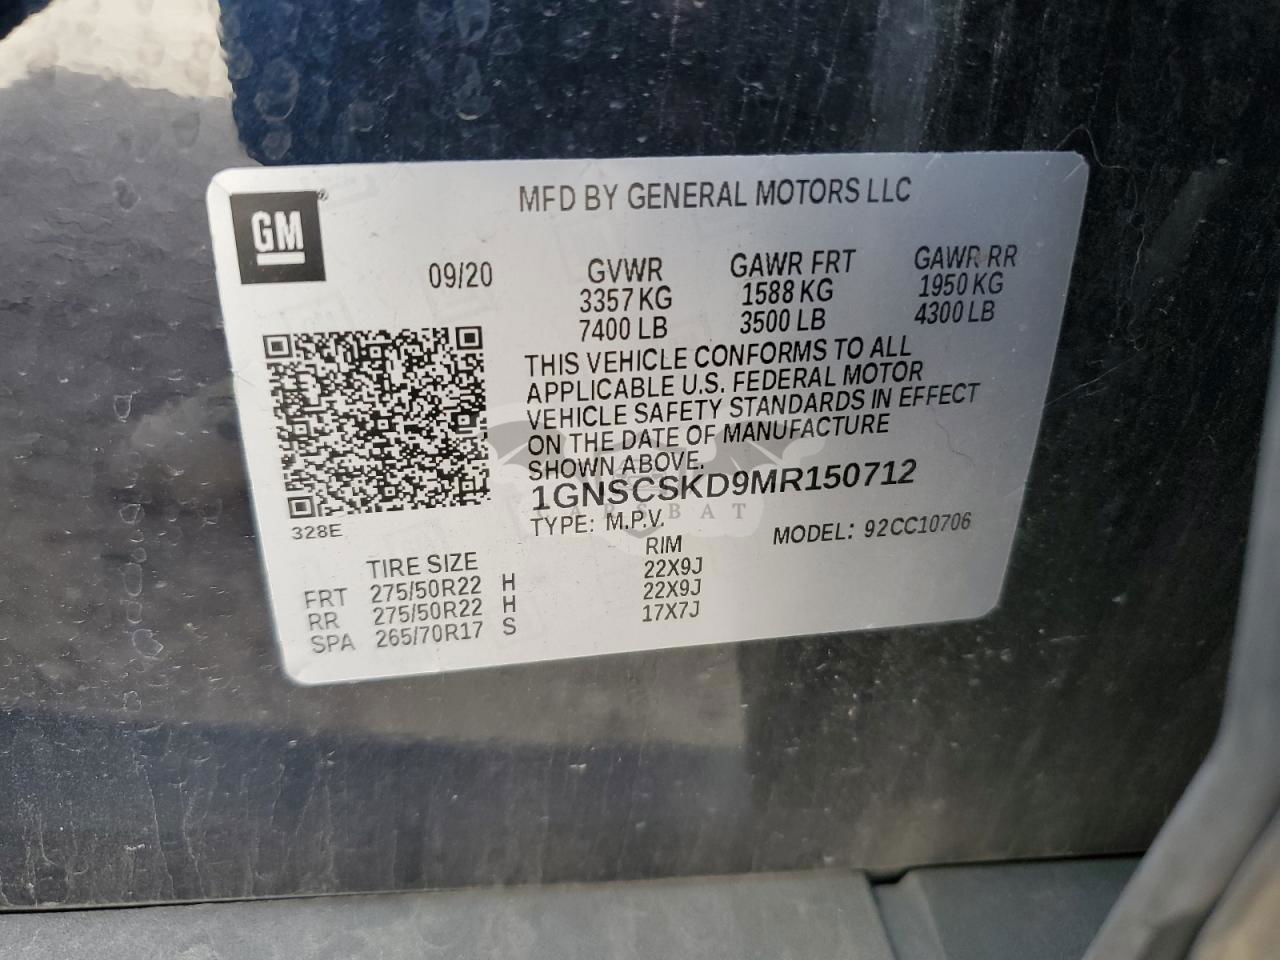 MFD BY GENERAL MOTORS LLC
GM
®
09/20
GVWR GAWR FRT GAWR RR
3357 KG 1588 KG 1950 KG
7400 LB 3500 LB 4300 LB
THIS VEHICLE CONFORMS TO ALL
APPLICABLE U.S. FEDERAL MOTOR
VEHICLE SAFETY STANDARDS IN EFFECT
ON THE DATE OF MANUFACTURE
SHOWN ABOVE.
1GNSCSKD9MR150712
TYPE: M.P.V. MODEL: 92CC10706
328E
TIRE SIZE RIM
FRT 275/50R22 H 22X9J
RR 275/50R22 H 22X9J
SPA 265/70R17 S 17X7J
CARSBAT